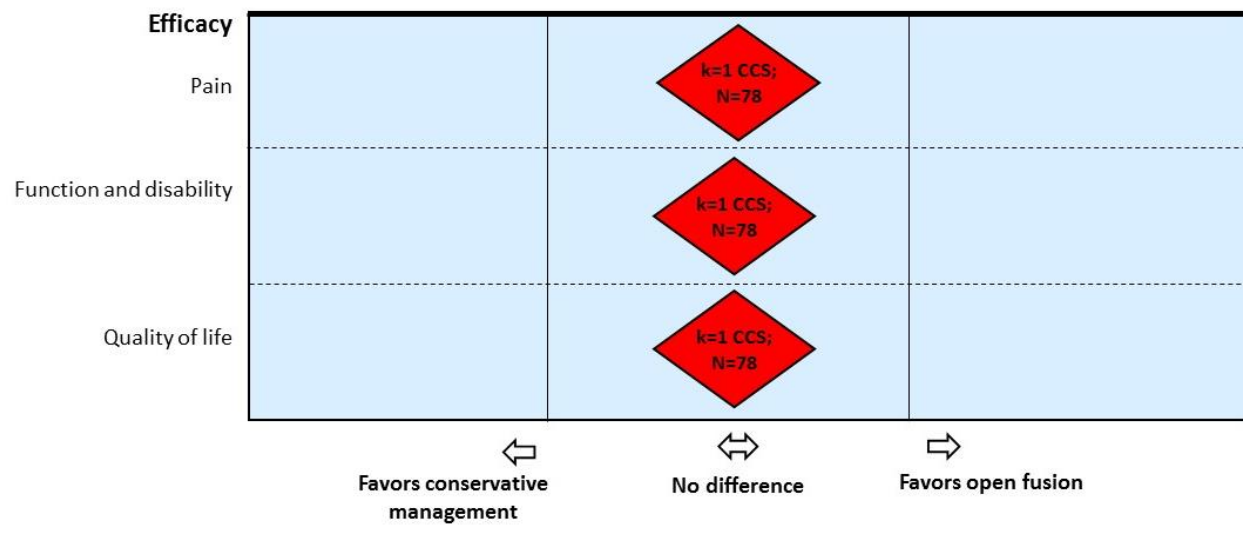 Efficacy
Pain
k=1 CCS;
N=78
Function and disability
k=1 CCS;
N=78
Quality of life
k=1 CCS;
N=78
Favors conservative
management
No difference
Favors open fusion